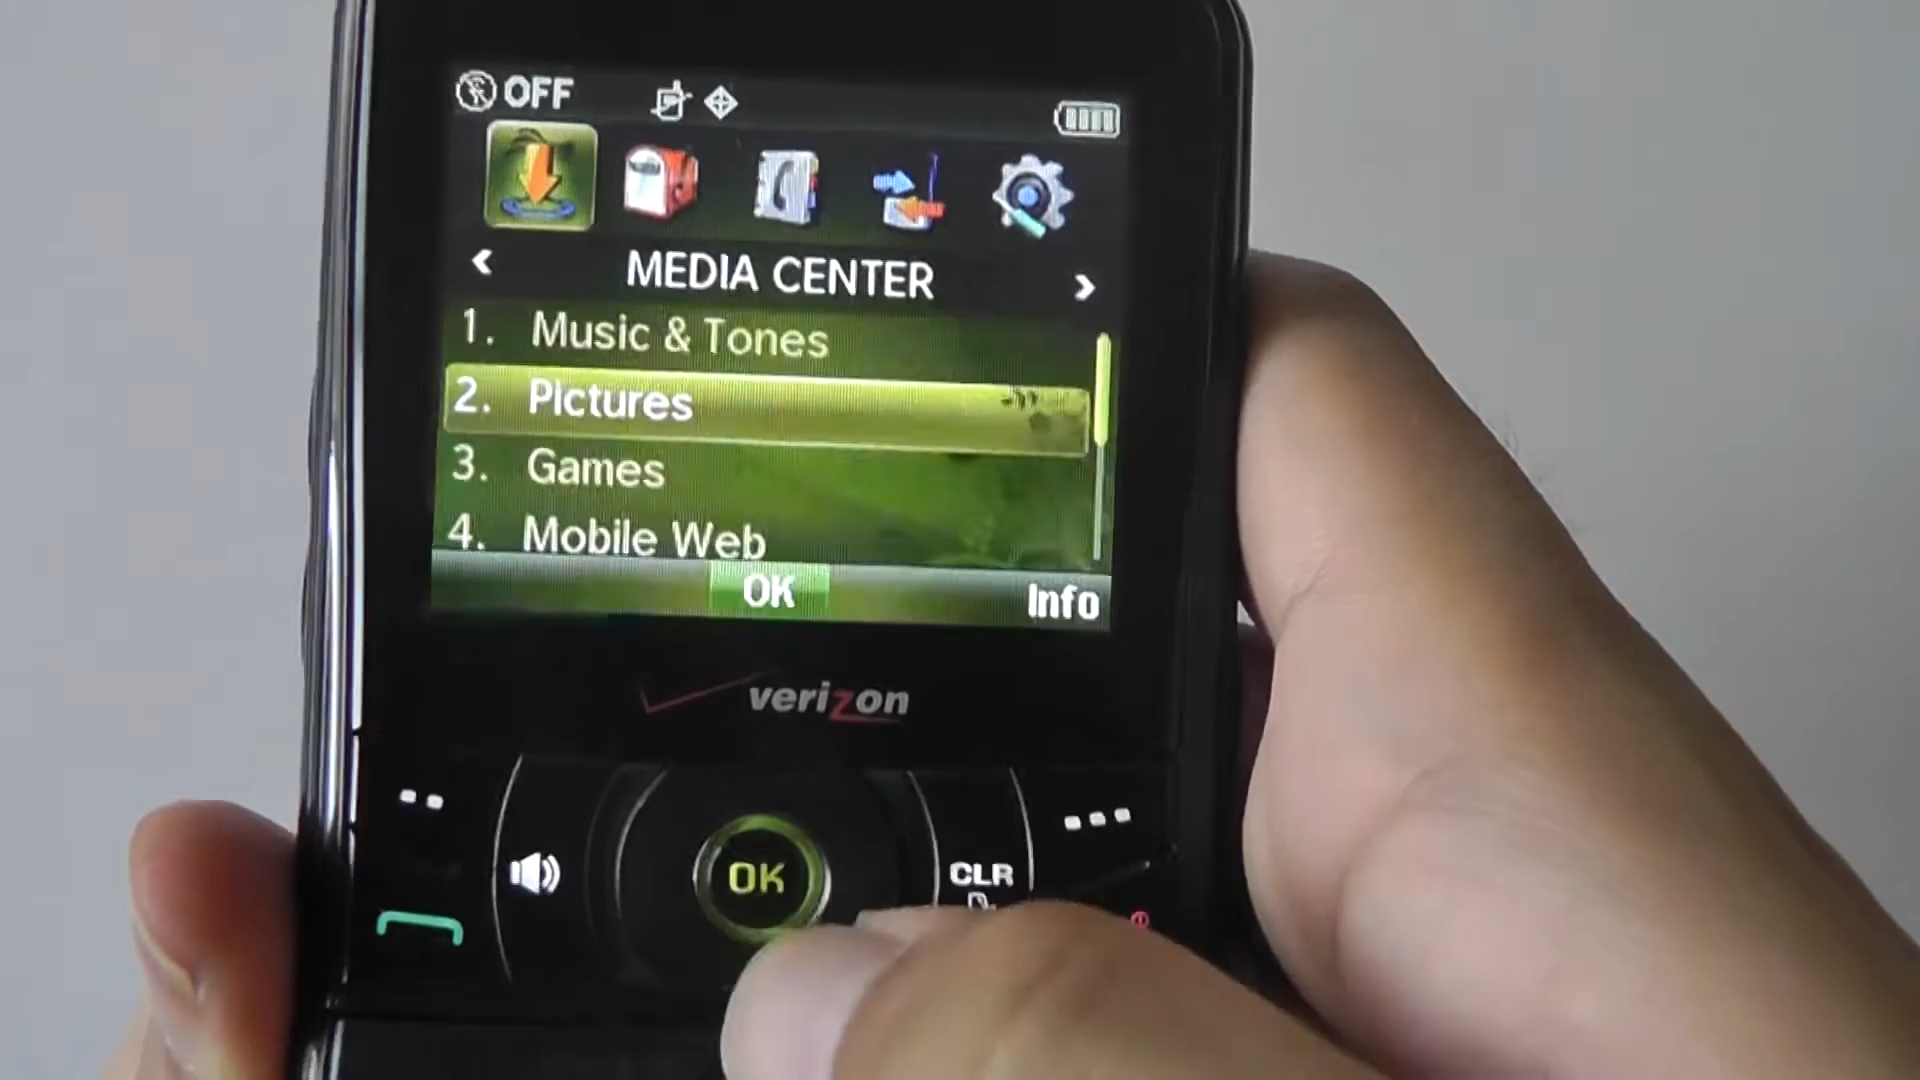 OFF
MEDIA CENTER
1. Music & Tones
2. Pictures
3. Games
4. Mobile Web
OK
Info
verizon
OK
CLR